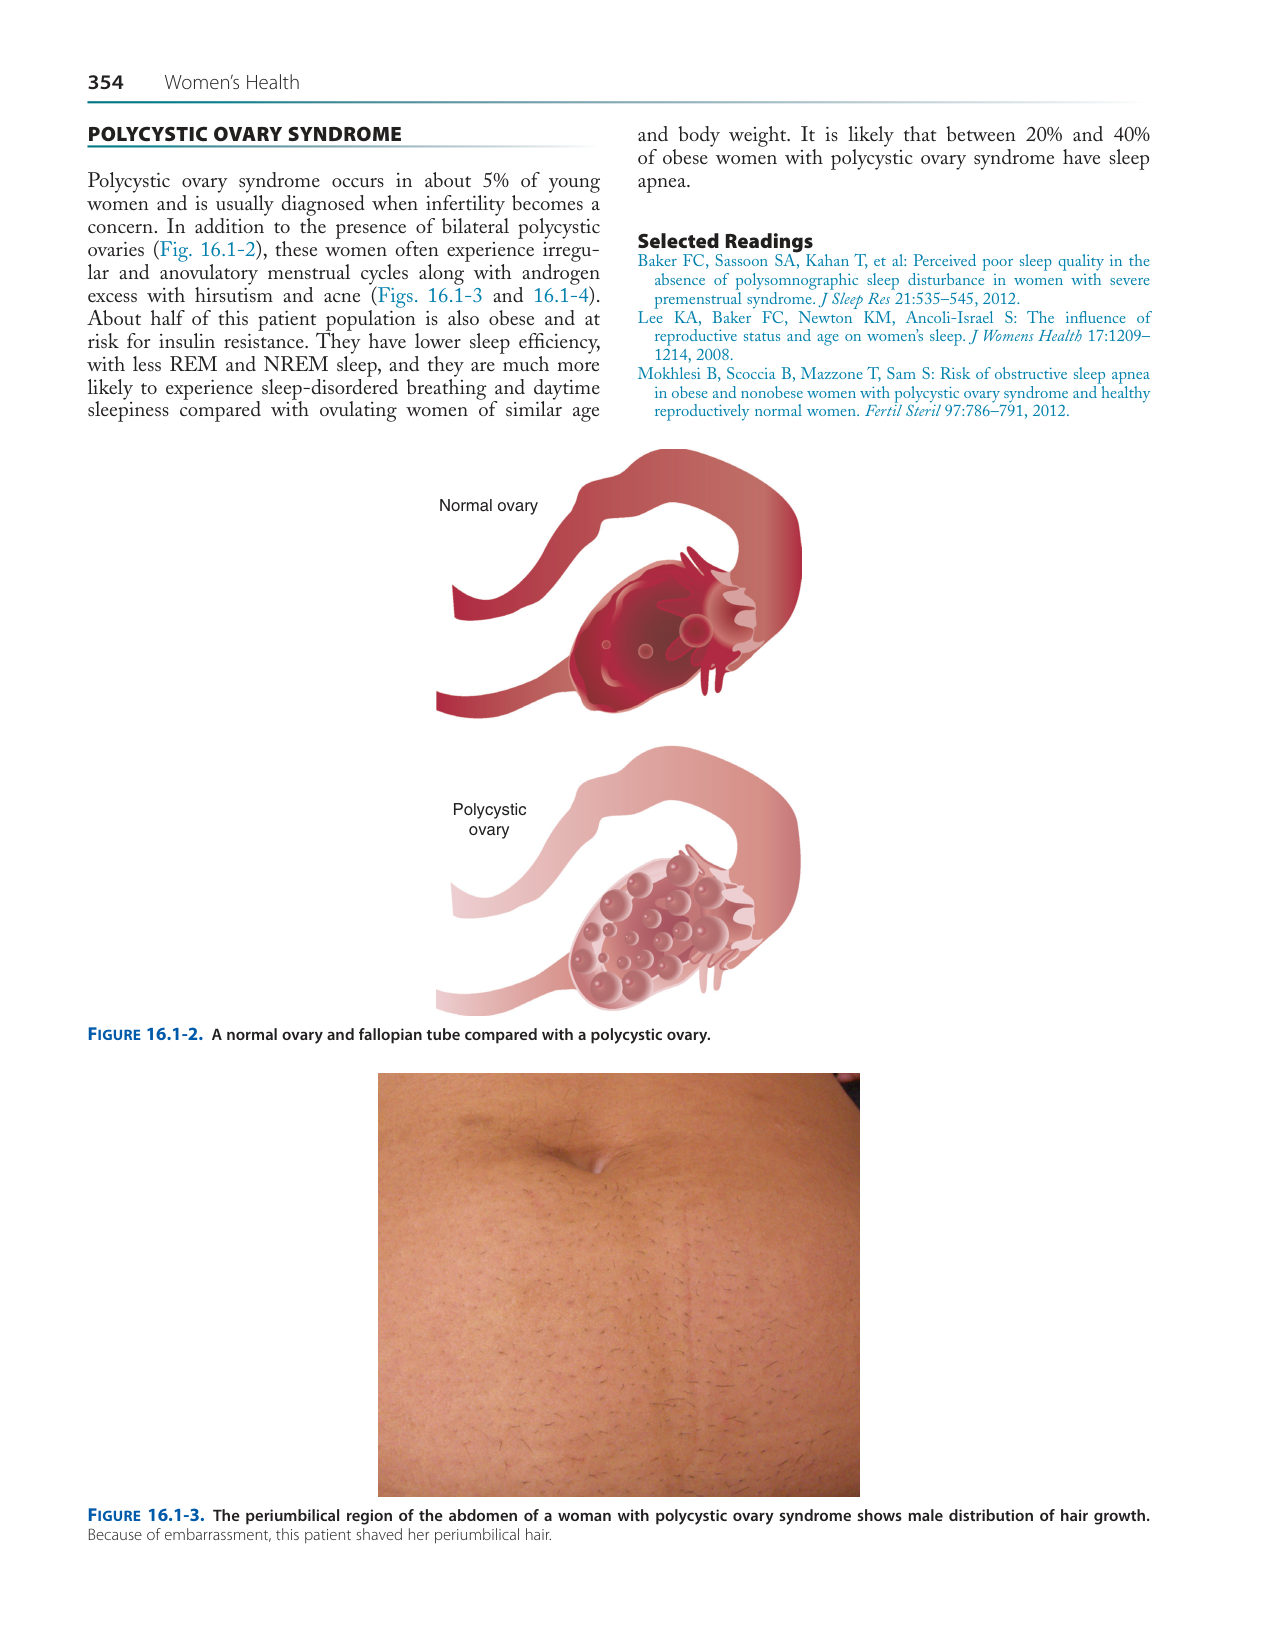 354 Women's Health
POLYCYSTIC OVARY SYNDROME
Polycystic ovary syndrome occurs in about 5% of young
women and is usually diagnosed when infertility becomes a
concern. In addition to the presence of bilateral polycystic
ovaries (Fig. 16.1-2), these women often experience irregu-
lar and anovulatory menstrual cycles along with androgen
excess with hirsutism and acne (Figs. 16.1-3 and 16.1-4).
About half of this patient population is also obese and at
risk for insulin resistance. They have lower sleep efficiency,
with less REM and NREM sleep, and they are much more
likely to experience sleep-disordered breathing and daytime
sleepiness compared with ovulating women of similar age
and body weight. It is likely that between 20% and 40%
of obese women with polycystic ovary syndrome have sleep
apnea.
Selected Readings
Baker FC, Sassoon SA, Kahan T, et al: Perceived poor sleep quality in the
absence of polysomnographic sleep disturbance in women with severe
premenstrual syndrome. J Sleep Res 21:535–545, 2012.
Lee KA, Baker FC, Newton KM, Ancoli-Israel S: The influence of
reproductive status and age on women's sleep. J Womens Health 17:1209–
1214, 2008.
Mokhlesi B, Scoccia B, Mazzone T, Sam S: Risk of obstructive sleep apnea
in obese and nonobese women with polycystic ovary syndrome and healthy
reproductively normal women. Fertil Steril 97:786–791, 2012.
Normal ovary
Polycystic
ovary
FIGURE 16.1-2. A normal ovary and fallopian tube compared with a polycystic ovary.
FIGURE 16.1-3. The periumbilical region of the abdomen of a woman with polycystic ovary syndrome shows male distribution of hair growth.
Because of embarrassment, this patient shaved her periumbilical hair.